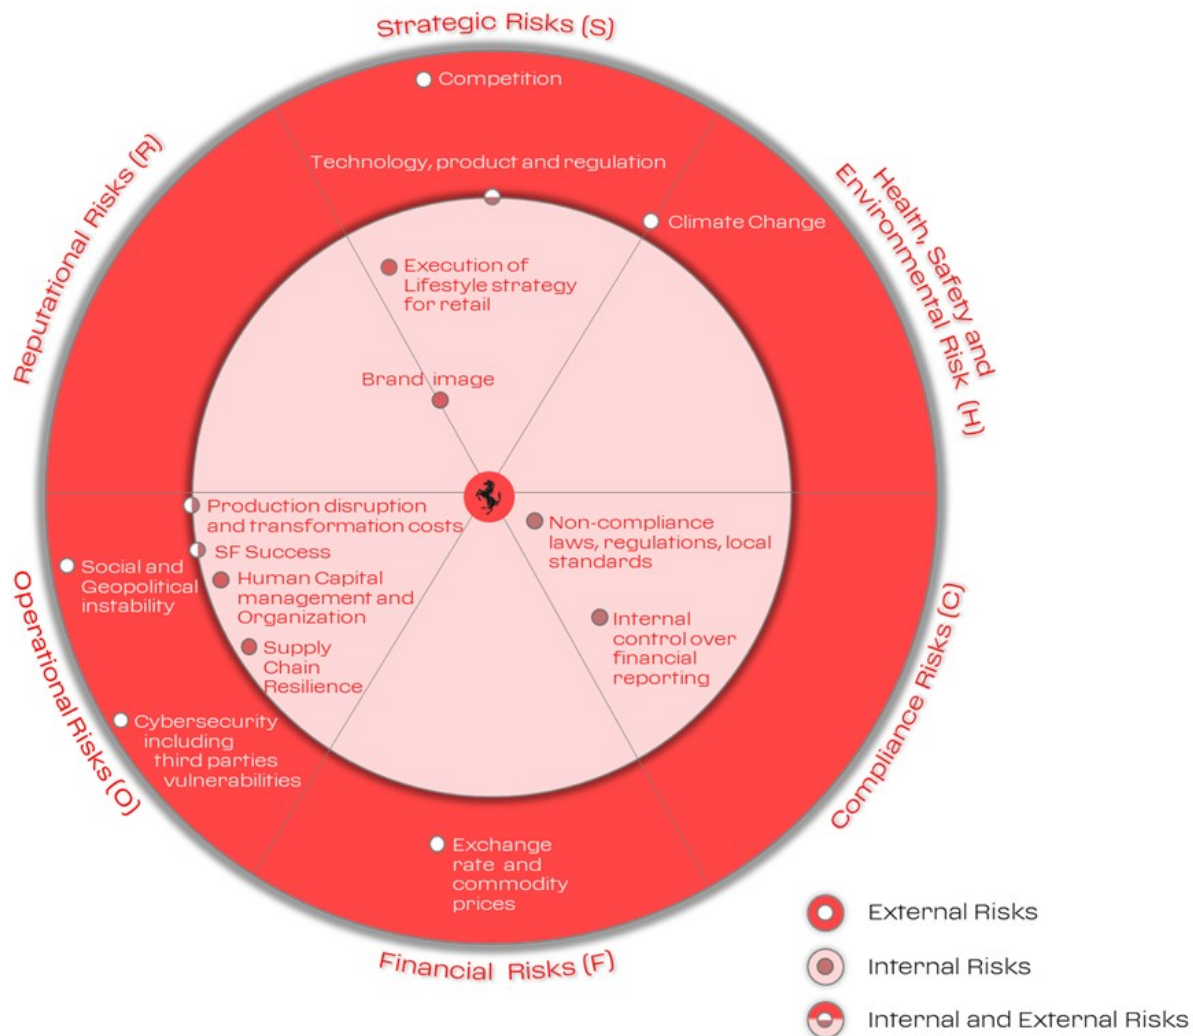 Strategic Risks (S)
Competition
Technology, product and regulation
Climate Change
Health, Safety and
Environmental Risk (H)
Reputational Risks (R)
Execution of
Lifestyle strategy
for retail
Brand image
Production disruption
and transformation costs
SF Success
Social and
Geopolitical
instability
Human Capital
management and
Organization
Supply
Chain
Resilience
Non-compliance
laws, regulations, local
standards
Internal
control over
financial
reporting
Operational Risks (O)
Cybersecurity
including
third parties
vulnerabilities
Compliance Risks (C)
Exchange
rate and
commodity
prices
Financial Risks (F)
External Risks
Internal Risks
Internal and External Risks